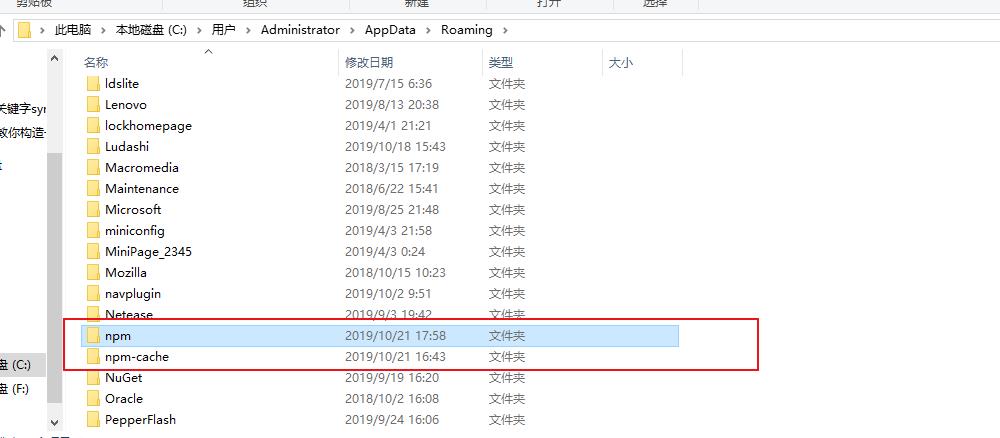 剪贴板 组织 新建 打开 选择
此电脑 > 本地磁盘 (C:) > 用户 > Administrator > AppData > Roaming >
名称 修改日期 类型 大小
ldslite 2019/7/15 6:36 文件夹
Lenovo 2019/8/13 20:38 文件夹
关键字syr
lockhomepage 2019/4/1 21:21 文件夹
教你构造
Ludashi 2019/10/18 15:43 文件夹
Macromedia 2018/3/15 17:19 文件夹
Maintenance 2018/6/22 15:41 文件夹
Microsoft 2019/8/25 21:48 文件夹
miniconfig 2019/4/3 21:58 文件夹
MiniPage_2345 2019/4/3 0:24 文件夹
Mozilla 2018/10/15 10:23 文件夹
navplugin 2019/10/2 9:51 文件夹
Netease 2019/9/3 19:42 文件夹
npm 2019/10/21 17:58 文件夹
npm-cache 2019/10/21 16:43 文件夹
盘 (C:)
NuGet 2019/9/19 16:20 文件夹
盘 (F:)
Oracle 2018/10/2 16:08 文件夹
PepperFlash 2019/9/24 16:06 文件夹